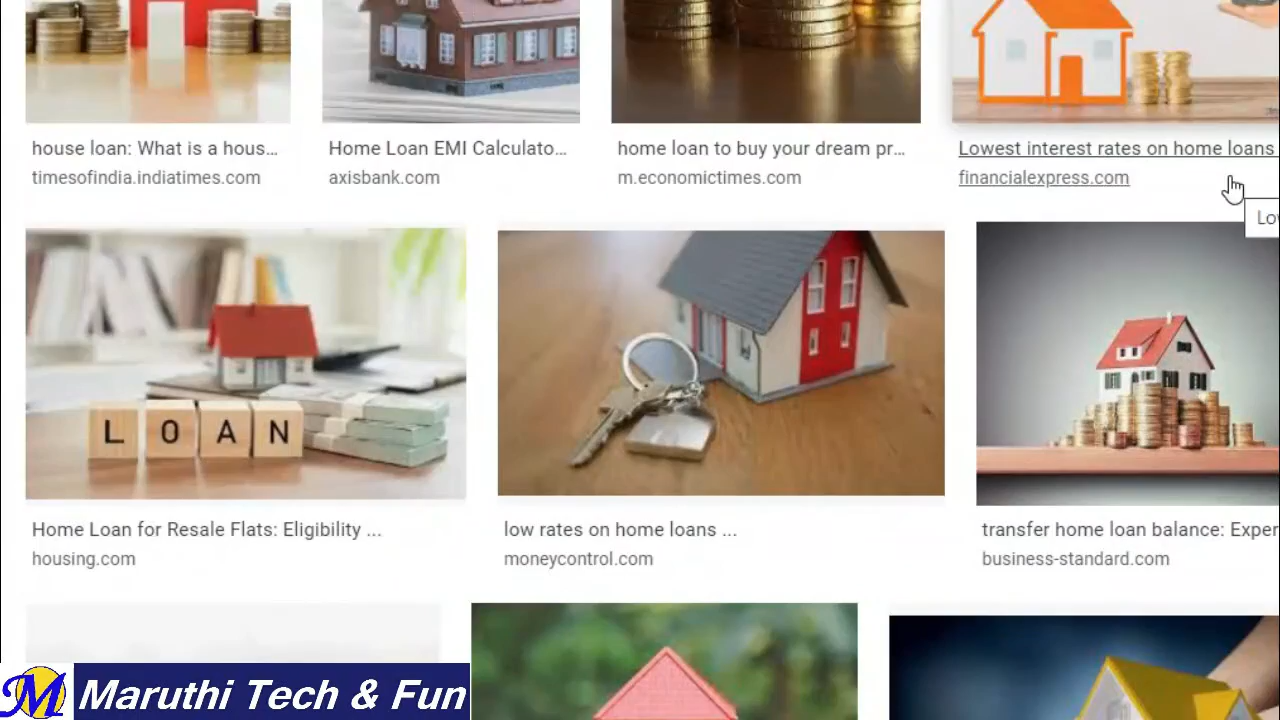 house loan: What is a hous...
timesofindia.indiatimes.com
Home Loan EMI Calculato...
axisbank.com
home loan to buy your dream pr...
m.economictimes.com
Lowest interest rates on home loans
financialexpress.com
Lo
LOAN
Home Loan for Resale Flats: Eligibility ...
housing.com
low rates on home loans ...
moneycontrol.com
transfer home loan balance: Exper
business-standard.com
M Maruthi Tech & Fun